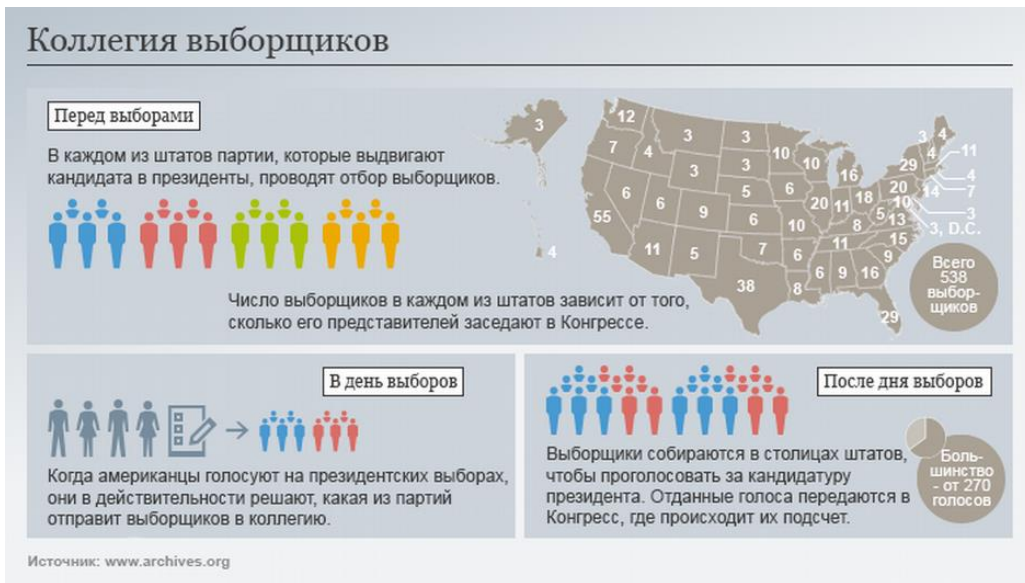 Коллегия выборщиков
Перед выборами
В каждом из штатов партии, которые выдвигают
кандидата в президенты, проводят отбор выборщиков.
Число выборщиков в каждом из штатов зависит от того,
сколько его представителей заседают в Конгрессе.
3
4
12
7
4
3
3
55
6
6
9
11
5
3
3
5
6
7
38
10
6
10
6
8
10
20
16
11
18
8
11
6
9
16
29
9
15
13
5
20
29
3
4
4
11
4
7
14
10
3
3, D.C.
Всего
538
выбор-
щиков
В день выборов
Когда американцы голосуют на президентских выборах,
они в действительности решают, какая из партий
отправит выборщиков в коллегию.
После дня выборов
Выборщики собираются в столицах штатов,
чтобы проголосовать за кандидатуру
президента. Отданные голоса передаются в
Конгресс, где происходит их подсчет.
Боль-
шинство
- от 270
голосов
Источник: www.archives.org